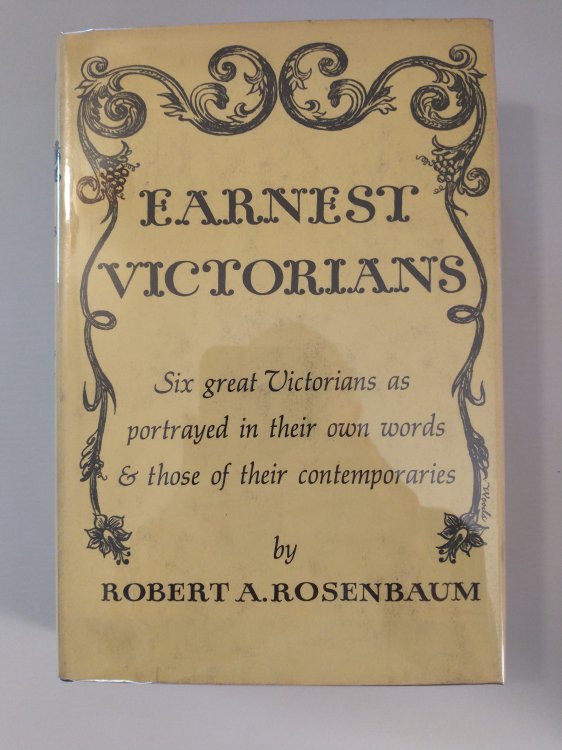 EARNEST
VICTORIANS
Six great Victorians as
portrayed in their own words
& those of their contemporaries
by
ROBERT A. ROSENBAUM